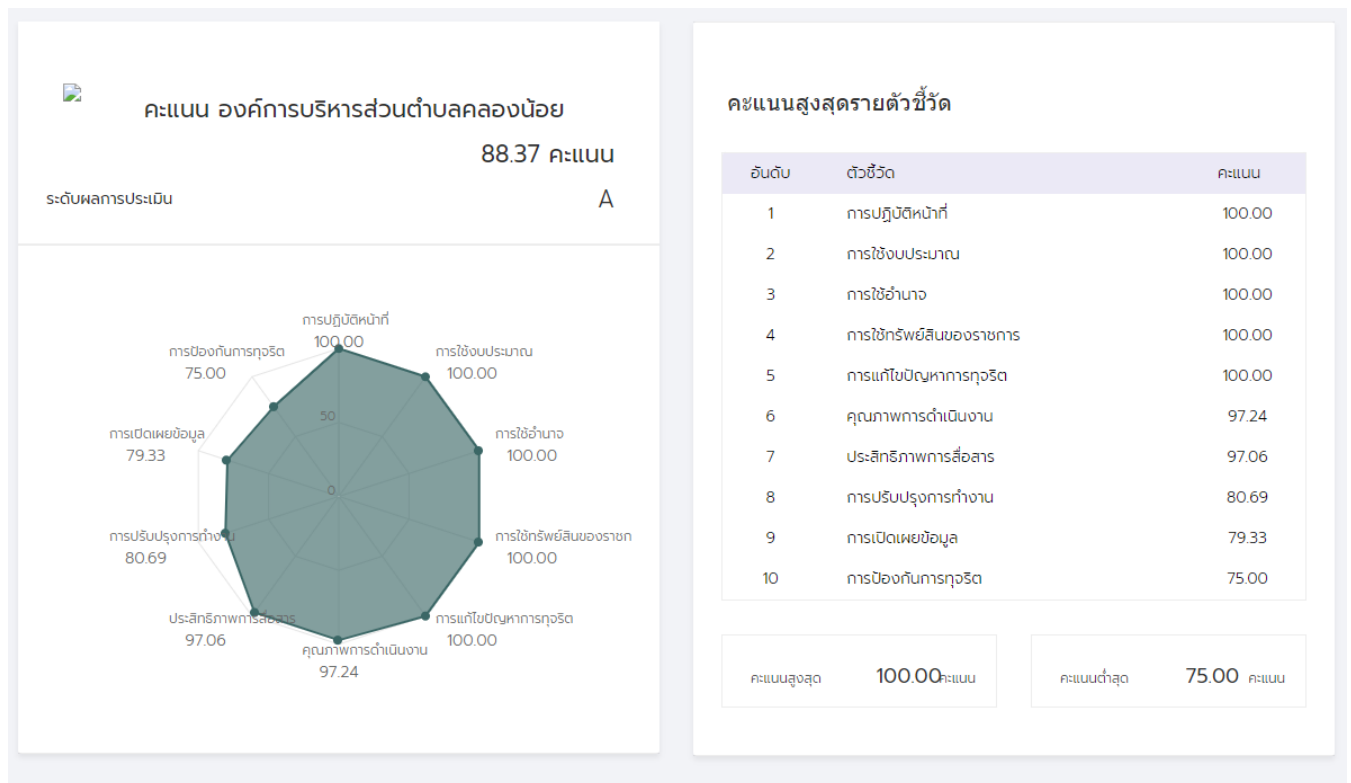 คะแนน องค์การบริหารส่วนตำบลคลองน้อย
88.37 คะแนน
ระดับผลการประเมิน A
การปฏิบัติหน้าที่
100.00
การใช้งบประมาณ
100.00
การใช้อำนาจ
100.00
การใช้ทรัพย์สินของราชก
100.00
การแก้ไขปัญหาการทุจริต
100.00
คุณภาพการดำเนินงาน
97.24
ประสิทธิภาพการสื่อสาร
97.06
การปรับปรุงการทำงาน
80.69
การเปิดเผยข้อมูล
79.33
การป้องกันการทุจริต
75.00
50
0
คะแนนสูงสุดรายตัวชี้วัด
อันดับ ตัวชี้วัด คะแนน
1 การปฏิบัติหน้าที่ 100.00
2 การใช้งบประมาณ 100.00
3 การใช้อำนาจ 100.00
4 การใช้ทรัพย์สินของราชการ 100.00
5 การแก้ไขปัญหาการทุจริต 100.00
6 คุณภาพการดำเนินงาน 97.24
7 ประสิทธิภาพการสื่อสาร 97.06
8 การปรับปรุงการทำงาน 80.69
9 การเปิดเผยข้อมูล 79.33
10 การป้องกันการทุจริต 75.00
คะแนนสูงสุด 100.00 คะแนน
คะแนนต่ำสุด 75.00 คะแนน